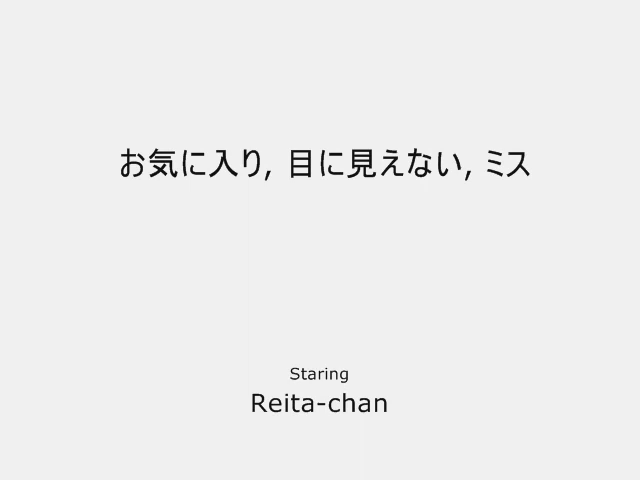 お気に入り, 目に見えない, ミス
Staring
Reita-chan